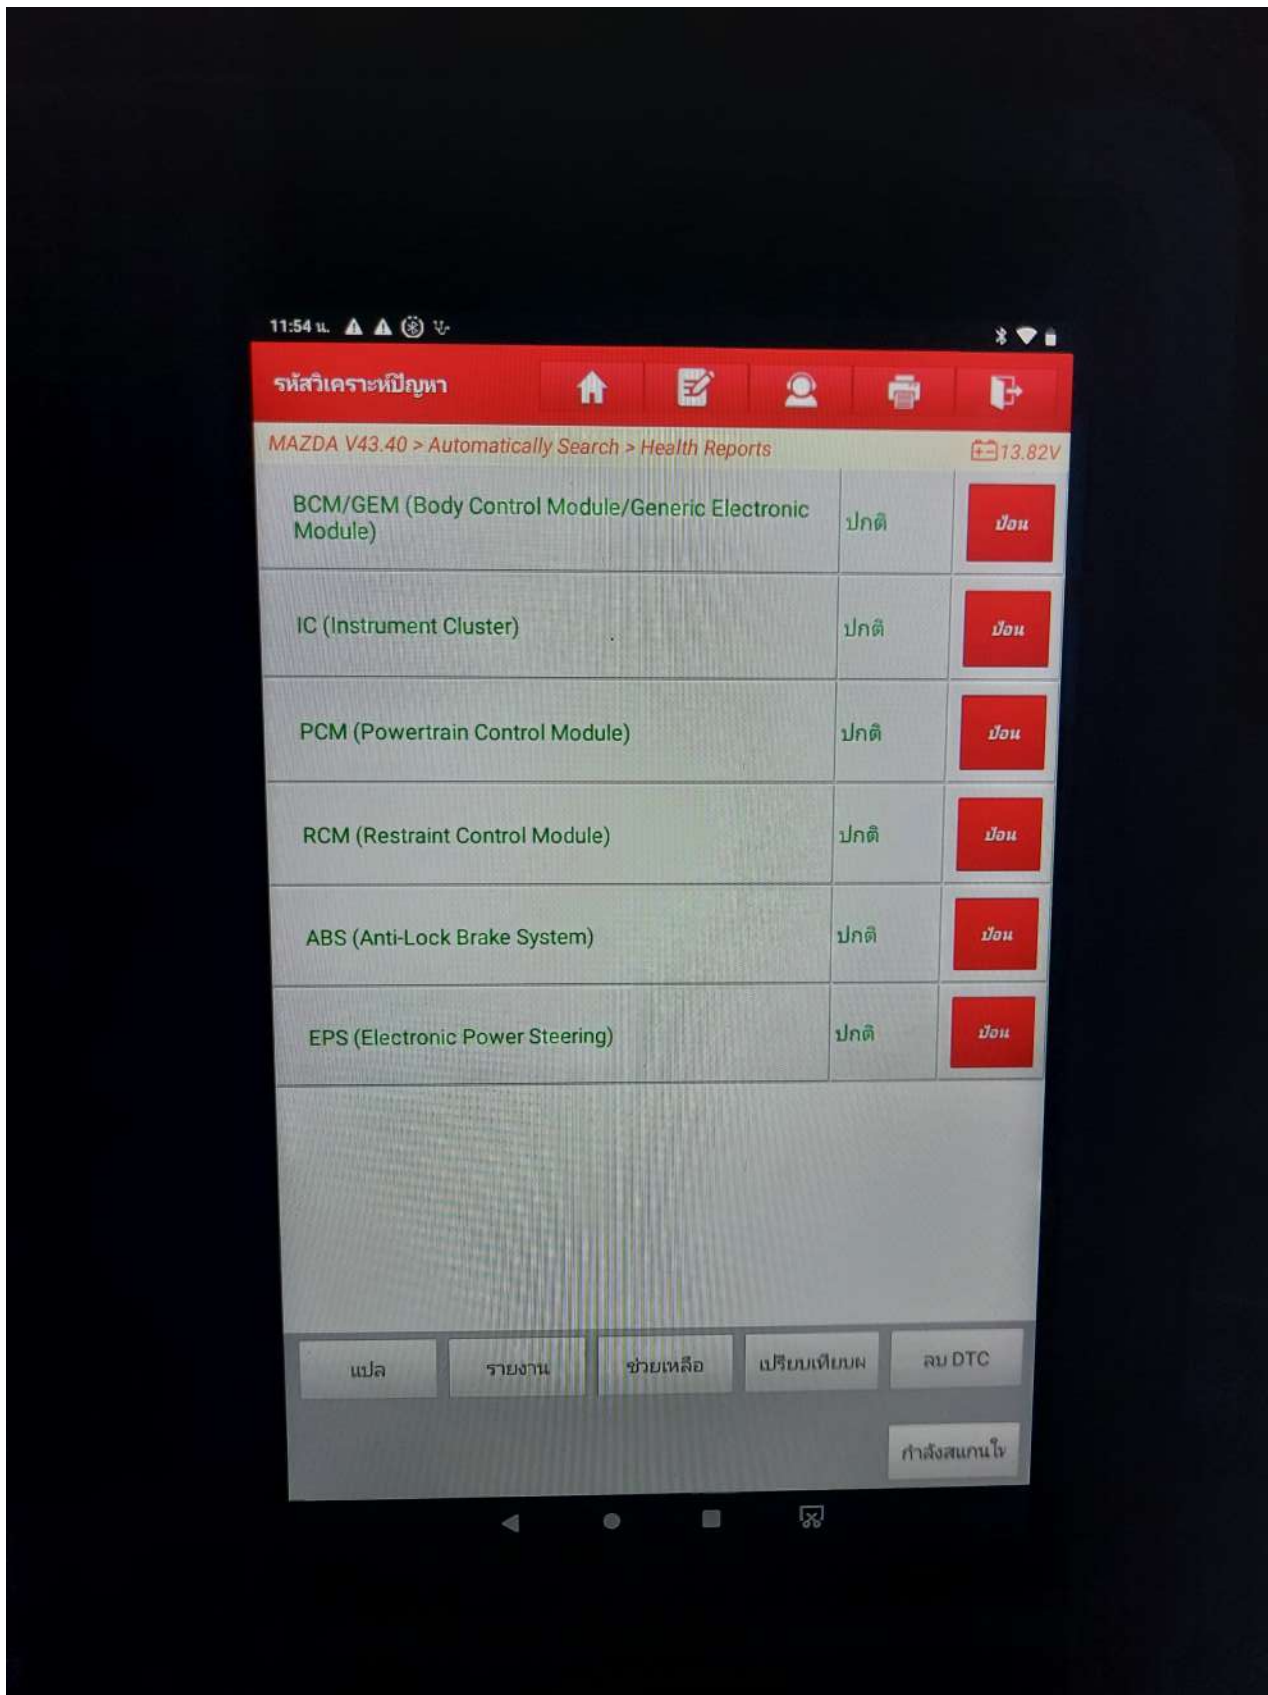 11:54 น.
รหัสวิเคราะห์ปัญหา
MAZDA V43.40 > Automatically Search > Health Reports
13.82V
BCM/GEM (Body Control Module/Generic Electronic
Module)
ปกติ
ป้อน
IC (Instrument Cluster)
ปกติ
ป้อน
PCM (Powertrain Control Module)
ปกติ
ป้อน
RCM (Restraint Control Module)
ปกติ
ป้อน
ABS (Anti-Lock Brake System)
ปกติ
ป้อน
EPS (Electronic Power Steering)
ปกติ
ป้อน
แปล
รายงาน
ช่วยเหลือ
เปรียบเทียบผ
ลบ DTC
กำลังสแกนให